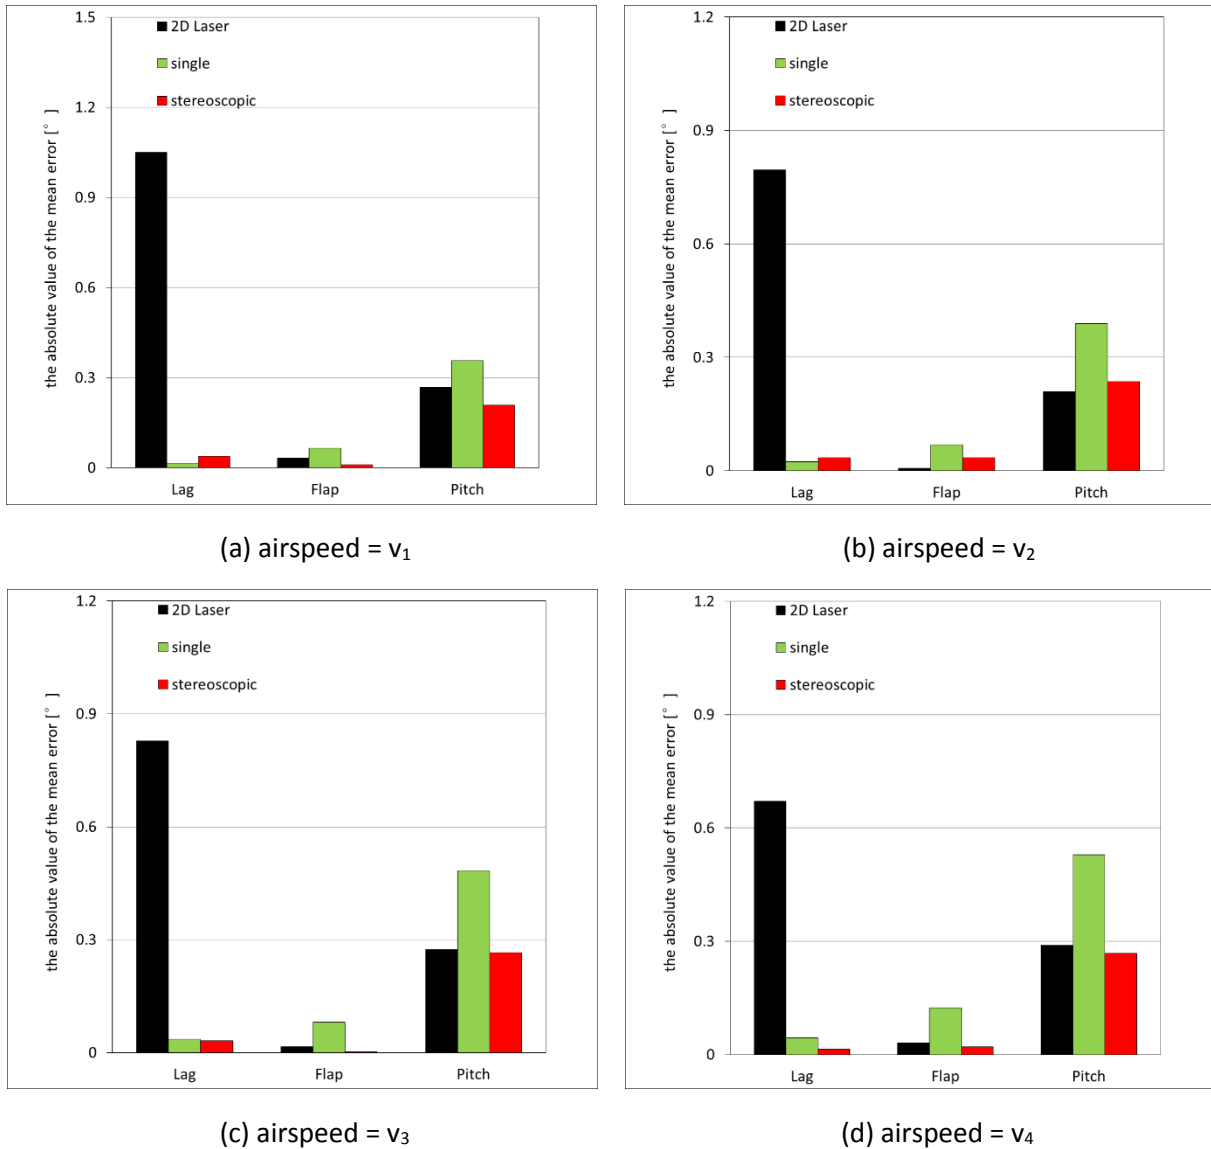 the absolute value of the mean error [° ]
1.5
1.2
0.9
0.6
0.3
0
2D Laser
single
stereoscopic
Lag
Flap
Pitch
(a) airspeed = v₁
the absolute value of the mean error [° ]
1.2
0.9
0.6
0.3
0
2D Laser
single
stereoscopic
Lag
Flap
Pitch
(b) airspeed = v₂
the absolute value of the mean error [° ]
1.2
0.9
0.6
0.3
0
2D Laser
single
stereoscopic
Lag
Flap
Pitch
(c) airspeed = v₃
the absolute value of the mean error [° ]
1.2
0.9
0.6
0.3
0
2D Laser
single
stereoscopic
Lag
Flap
Pitch
(d) airspeed = v₄